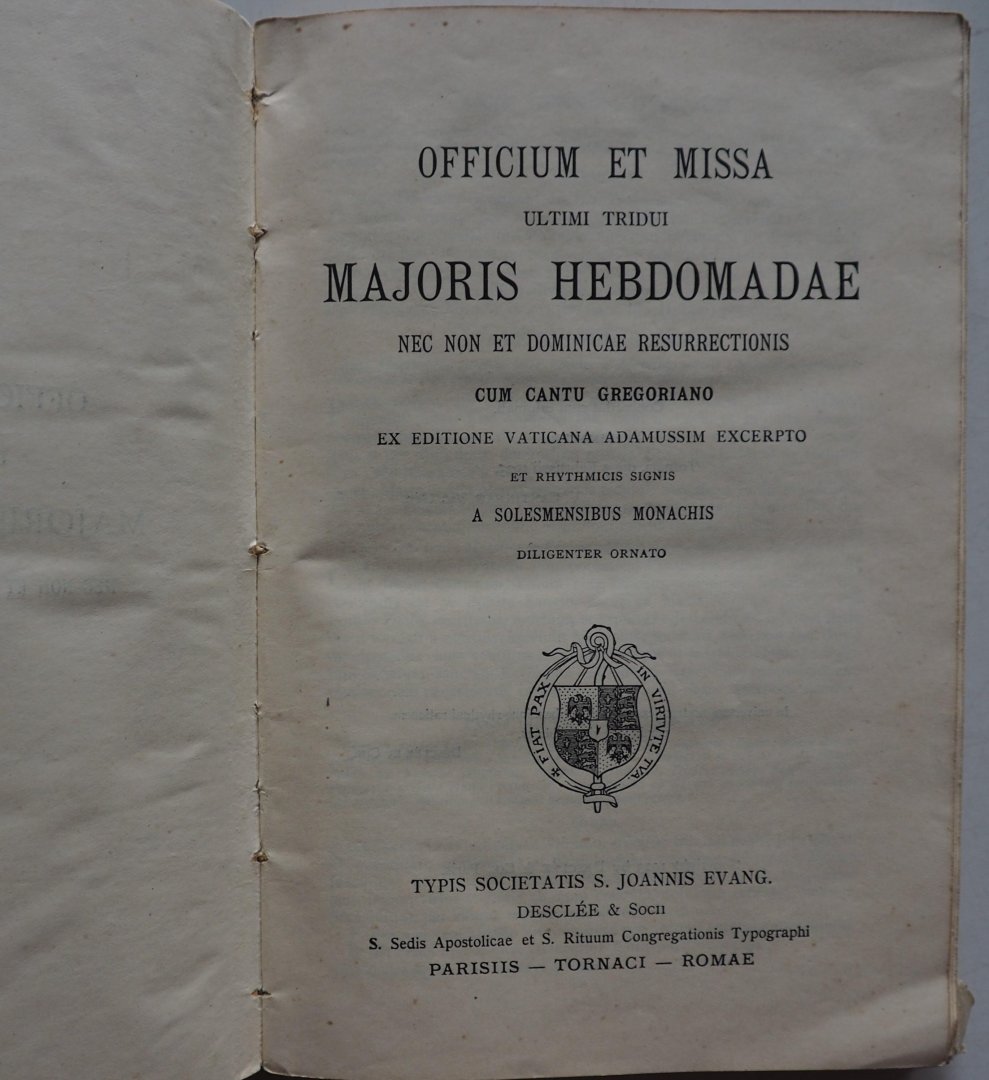 OFFICIUM ET MISSA
ULTIMI TRIDUI
MAJORIS HEBDOMADAE
NEC NON ET DOMINICAE RESURRECTIONIS
CUM CANTU GREGORIANO
EX EDITIONE VATICANA ADAMUSSIM EXCERPTO
ET RHYTHMICIS SIGNIS
A SOLESMENSIBUS MONACHIS
DILIGENTER ORNATO
✠ FIAT PAX IN VIRTVTE TVA
TYPIS SOCIETATIS S. JOANNIS EVANG.
DESCLÉE & SOCII
S. Sedis Apostolicae et S. Rituum Congregationis Typographi
PARISIIS — TORNACI — ROMAE